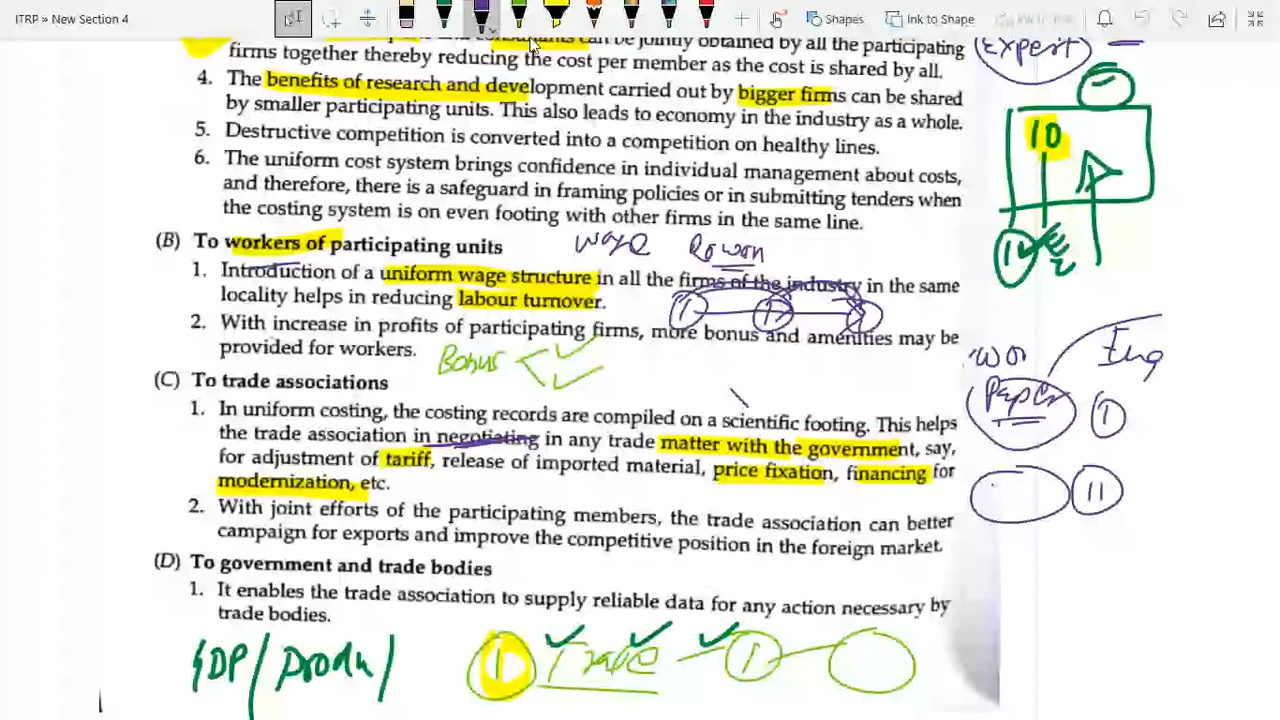 ITRP » New Section 4
Shapes
Ink to Shape
can be jointly obtained by all the participating
firms together thereby reducing the cost per member as the cost is shared by all.
(Expert)
4. The benefits of research and development carried out by bigger firms can be shared
by smaller participating units. This also leads to economy in the industry as a whole.
10
5. Destructive competition is converted into a competition on healthy lines.
6. The uniform cost system brings confidence in individual management about costs,
and therefore, there is a safeguard in framing policies or in submitting tenders when
the costing system is on even footing with other firms in the same line.
(B) To workers of participating units
1. Introduction of a uniform wage structure in all the firms of the industry in the same
locality helps in reducing labour turnover.
2. With increase in profits of participating firms, more bonus and amenities may be
provided for workers.
Bonus
(C) To trade associations
Paper
1. In uniform costing, the costing records are compiled on a scientific footing. This helps
the trade association in negotiating in any trade matter with the government, say,
for adjustment of tariff, release of imported material, price fixation, financing for
modernization, etc.
11
2. With joint efforts of the participating members, the trade association can better
campaign for exports and improve the competitive position in the foreign market.
(D) To government and trade bodies
1. It enables the trade association to supply reliable data for any action necessary by
trade bodies.
1 Trade 1